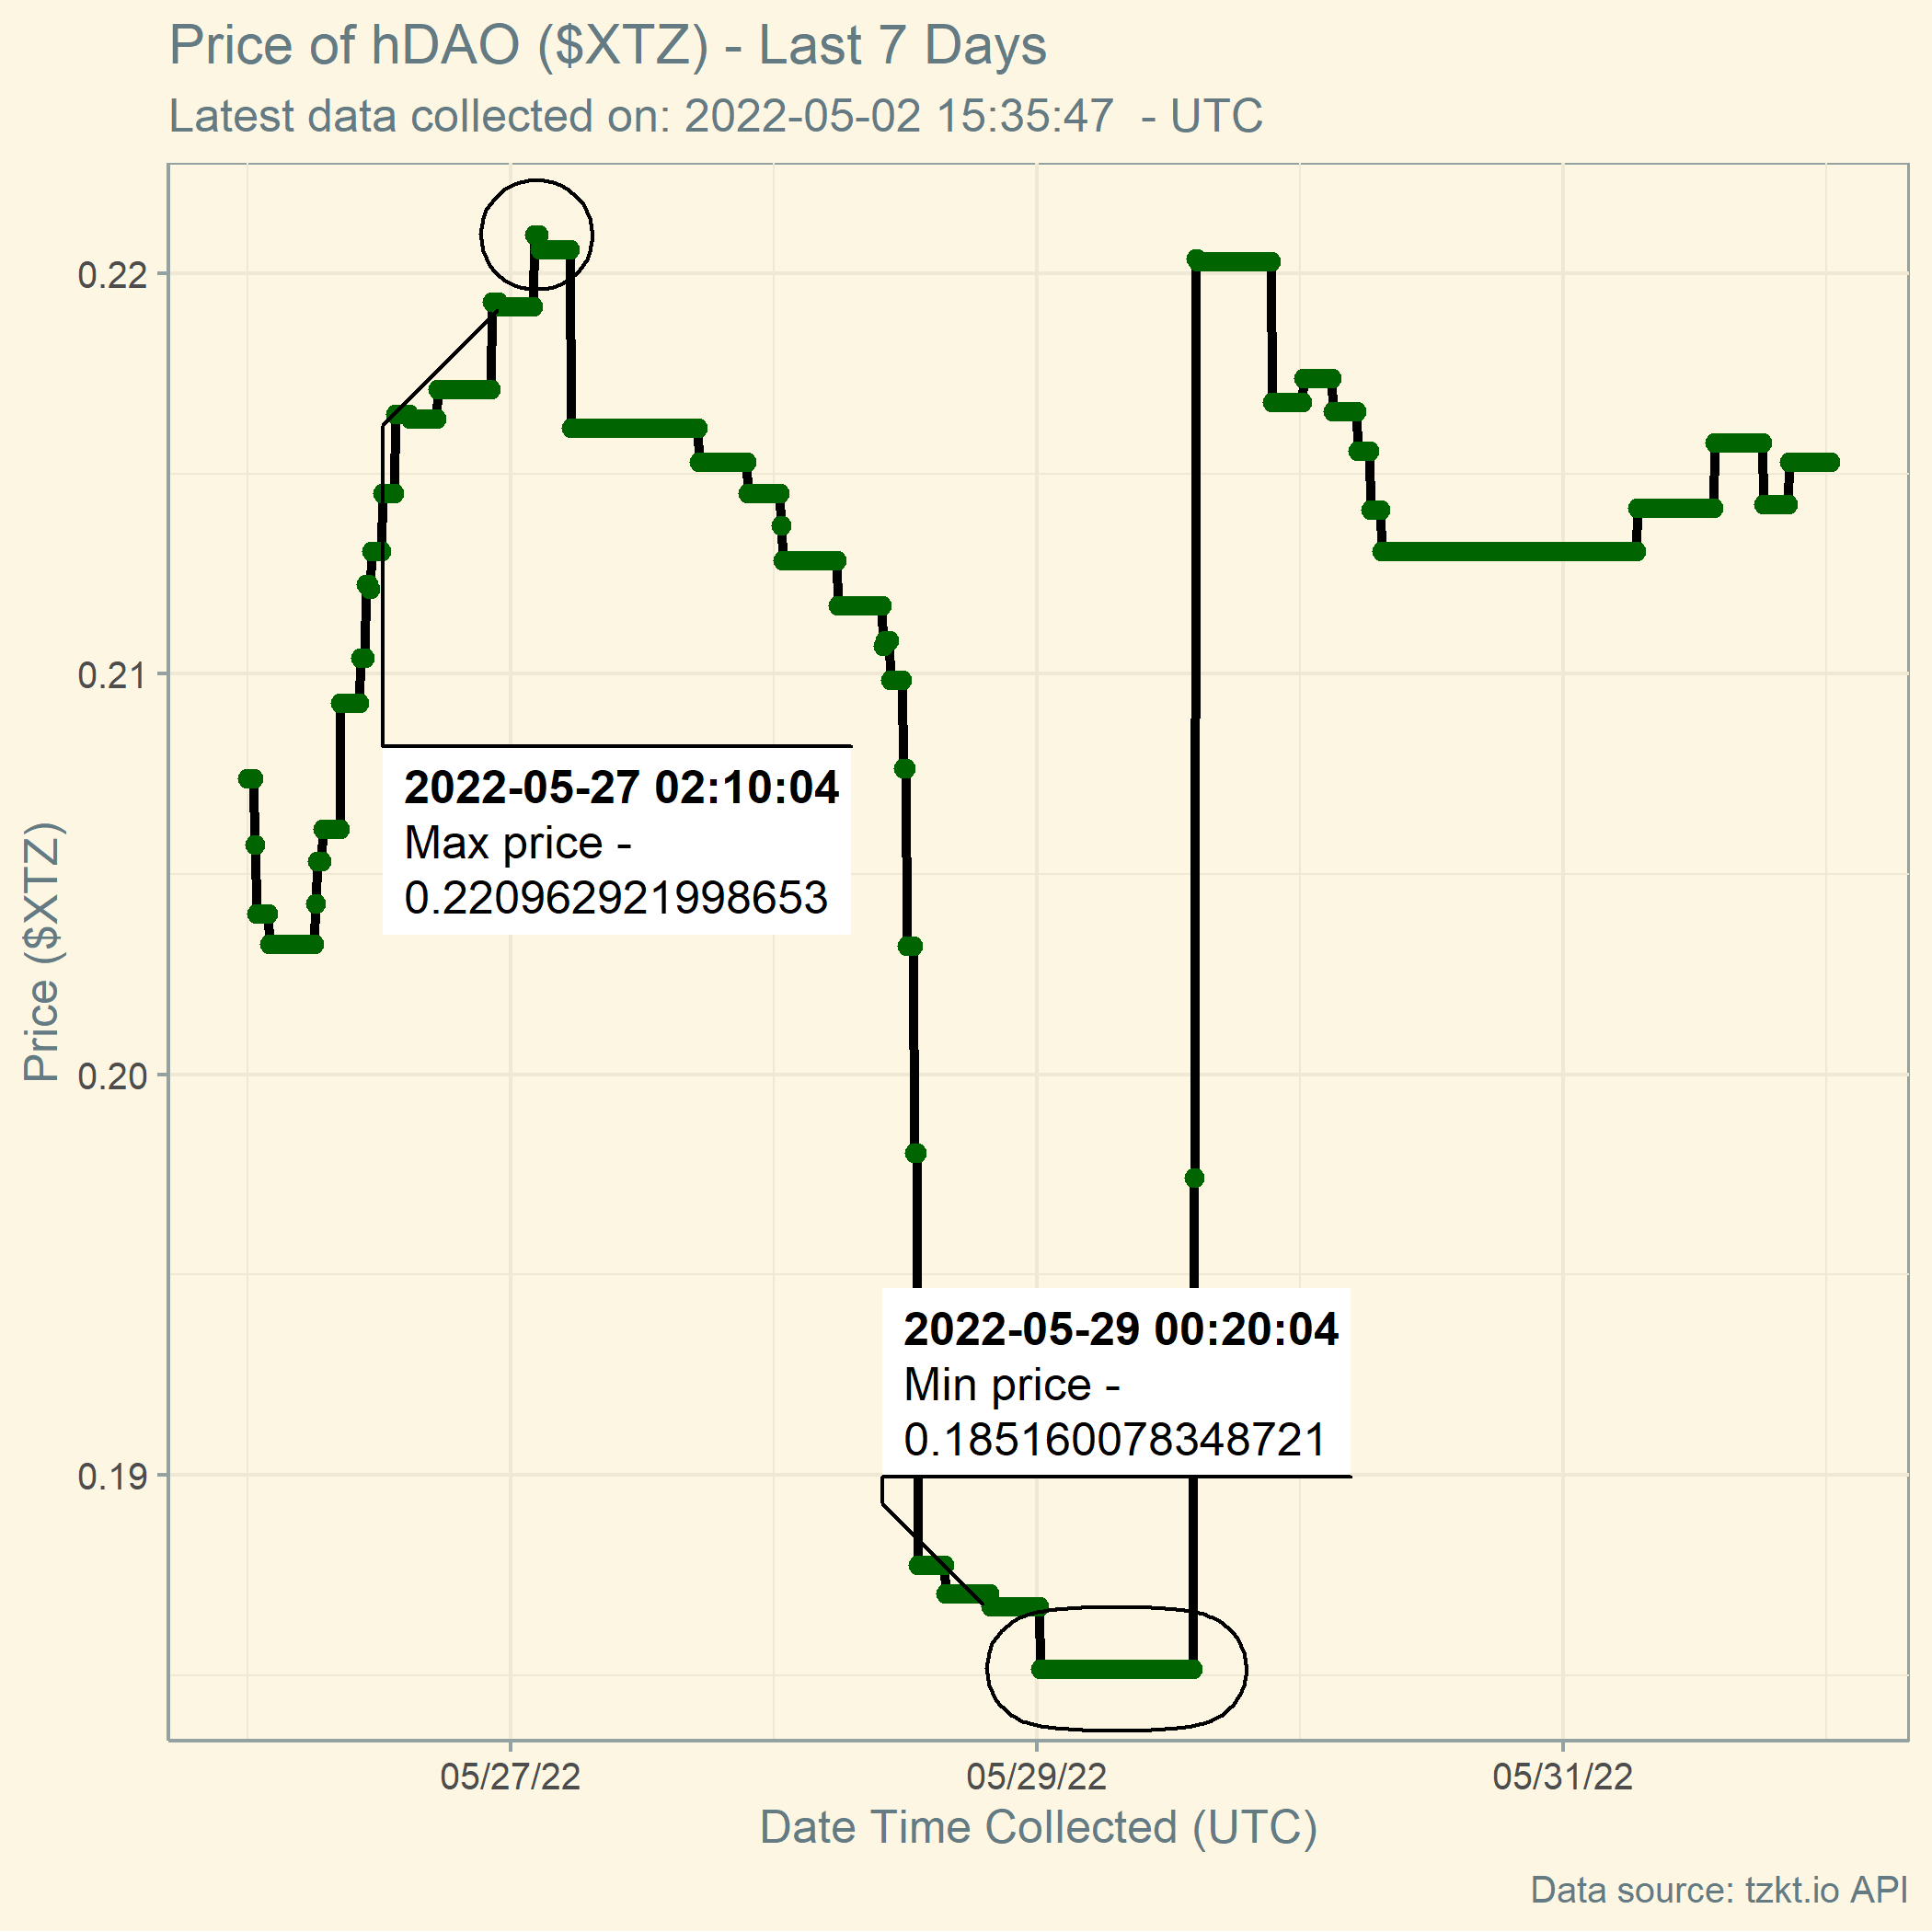 Price of hDAO ($XTZ) - Last 7 Days
Latest data collected on: 2022-05-02 15:35:47  - UTC
Price ($XTZ)
0.22
0.21
0.20
0.19
2022-05-27 02:10:04
Max price -
0.220962921998653
2022-05-29 00:20:04
Min price -
0.185160078348721
05/27/22
05/29/22
05/31/22
Date Time Collected (UTC)
Data source: tzkt.io API